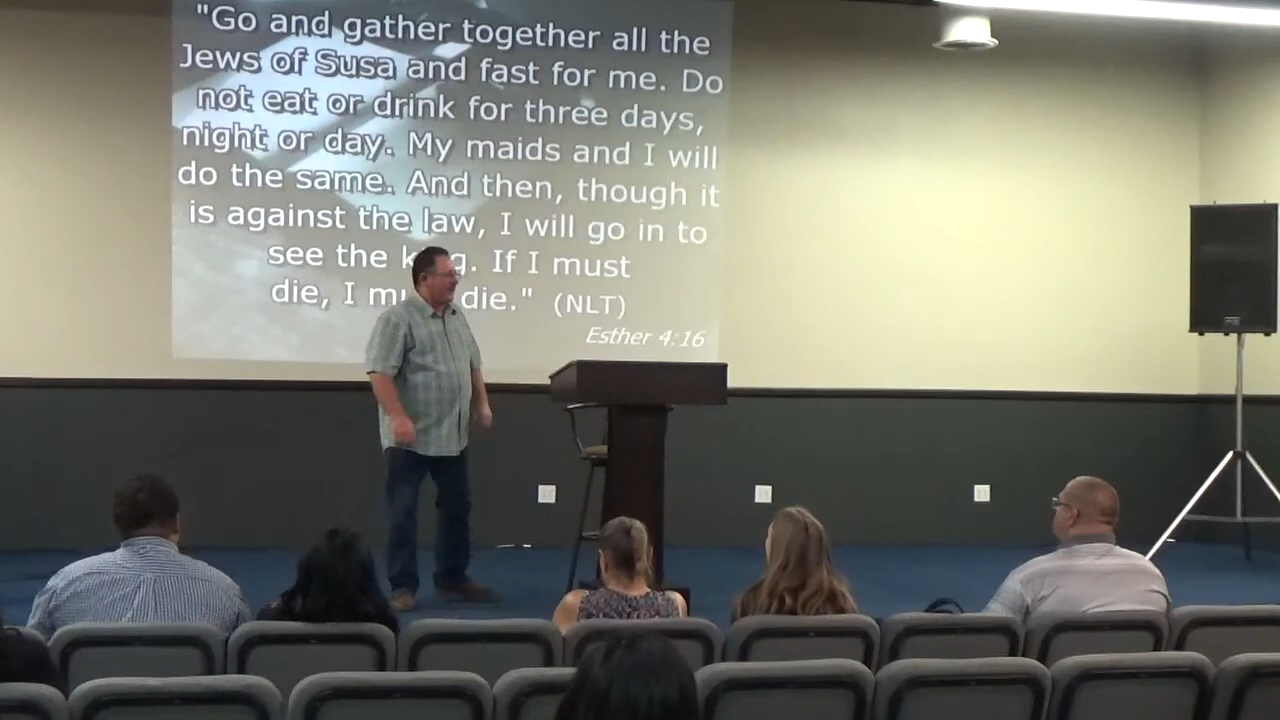 "Go and gather together all the
Jews of Susa and fast for me. Do
not eat or drink for three days,
night or day. My maids and I will
do the same. And then, though it
is against the law, I will go in to
see the k g. If I must
die, I mu die." (NLT)
Esther 4:16